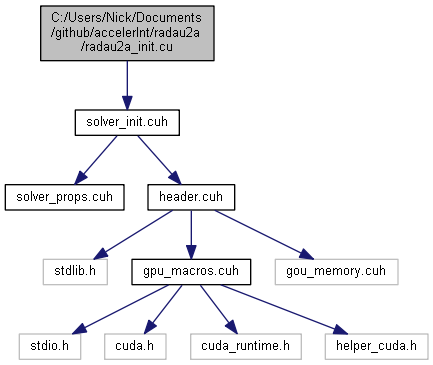 C:/Users/Nick/Documents
/github/accelerInt/radau2a
/radau2a_init.cu
solver_init.cuh
solver_props.cuh
header.cuh
stdlib.h
gpu_macros.cuh
gou_memory.cuh
stdio.h
cuda.h
cuda_runtime.h
helper_cuda.h